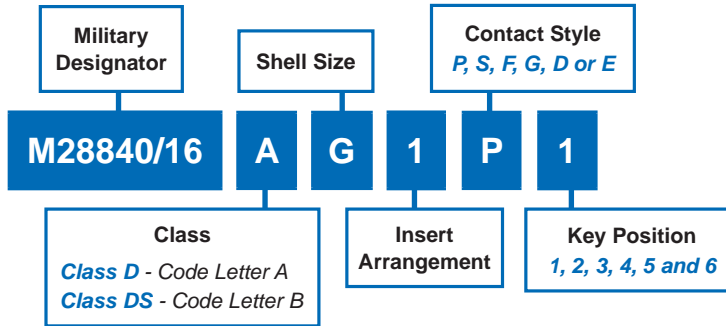 Military
Designator
Shell Size
Contact Style
P, S, F, G, D or E
M28840/16 A G 1 P 1
Class
Class D - Code Letter A
Class DS - Code Letter B
Insert
Arrangement
Key Position
1, 2, 3, 4, 5 and 6